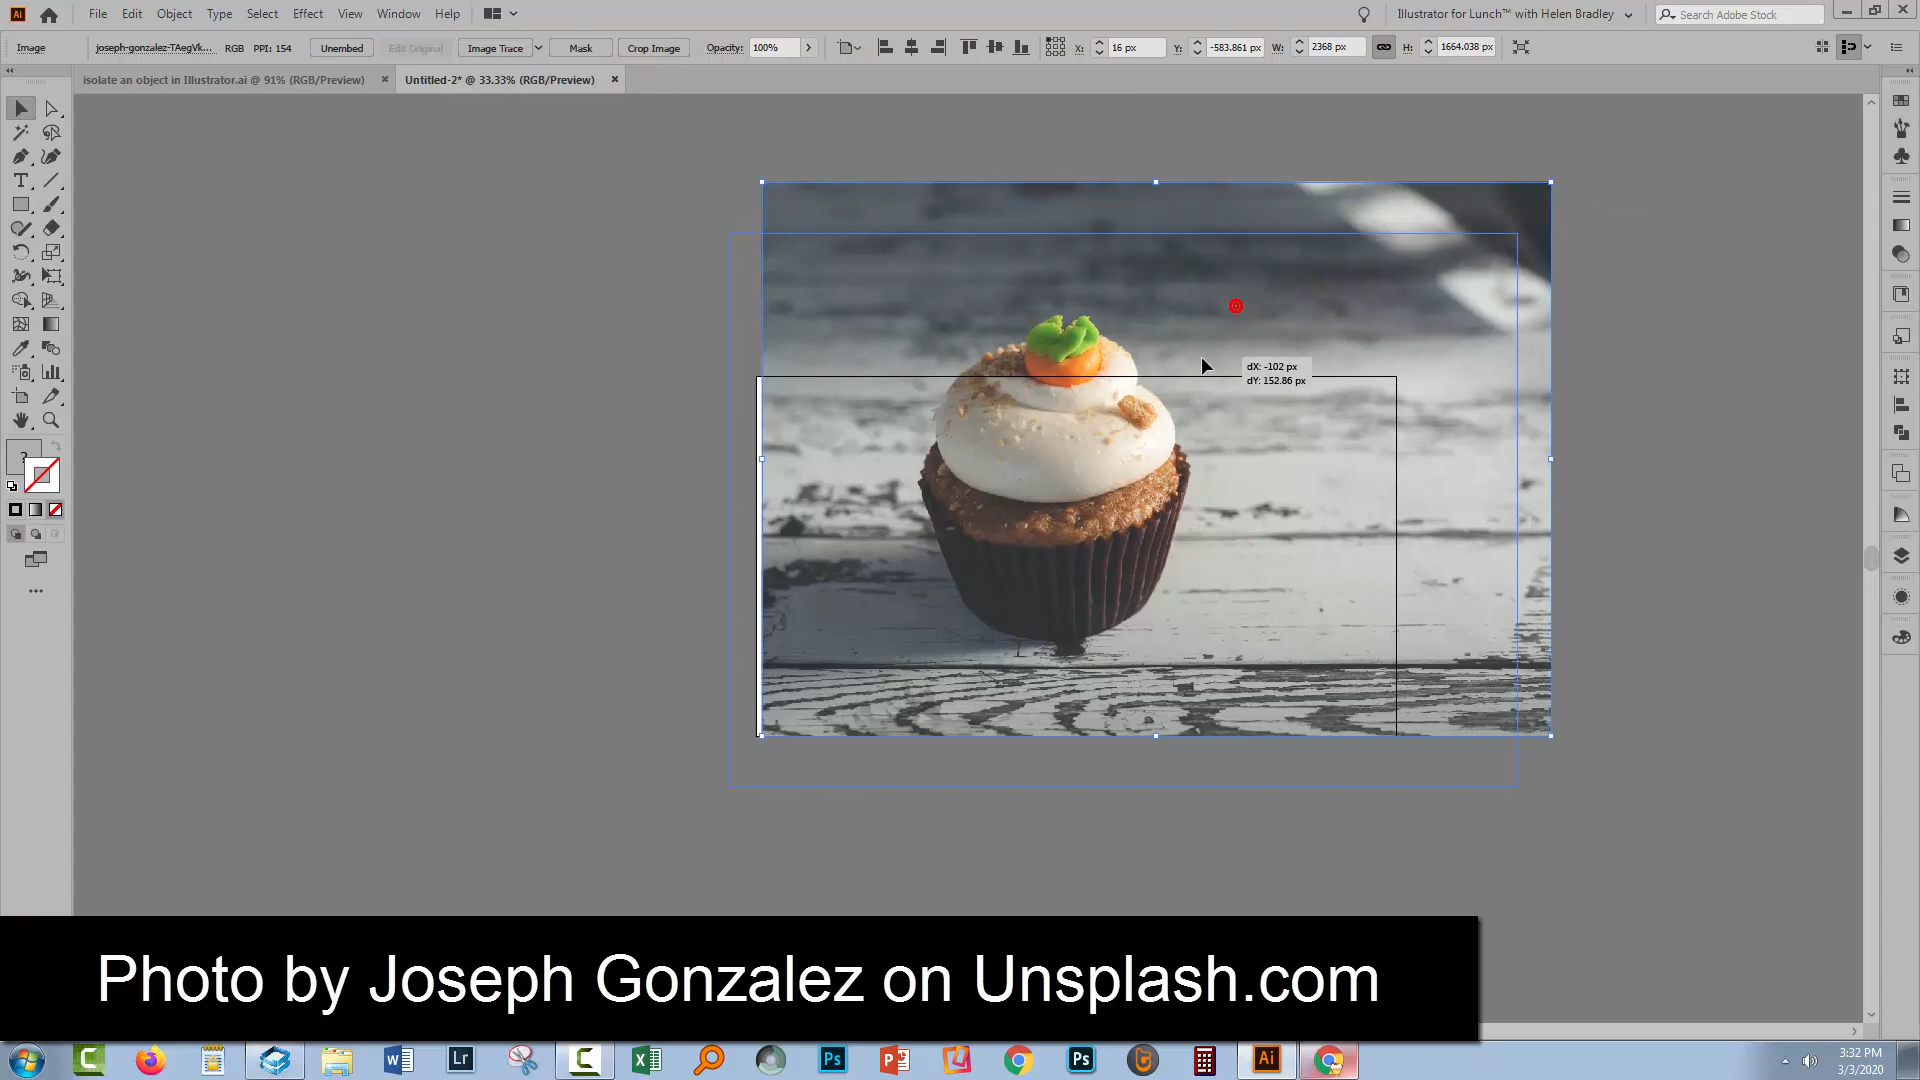 File Edit Object Type Select Effect View Window Help
Illustrator for Lunch™ with Helen Bradley
Search Adobe Stock
Image joseph-gonzalez-TAegVk... RGB PPI: 154 Unembed Edit Original Image Trace Mask Crop Image Opacity: 100% X: 16 px Y: -583.861 px W: 2368 px H: 1664.038 px
isolate an object in Illustrator.ai @ 91% (RGB/Preview) × Untitled-2* @ 33.33% (RGB/Preview) ×
dX: -102 px
dY: 152.86 px
Photo by Joseph Gonzalez on Unsplash.com
3:32 PM
3/3/2020